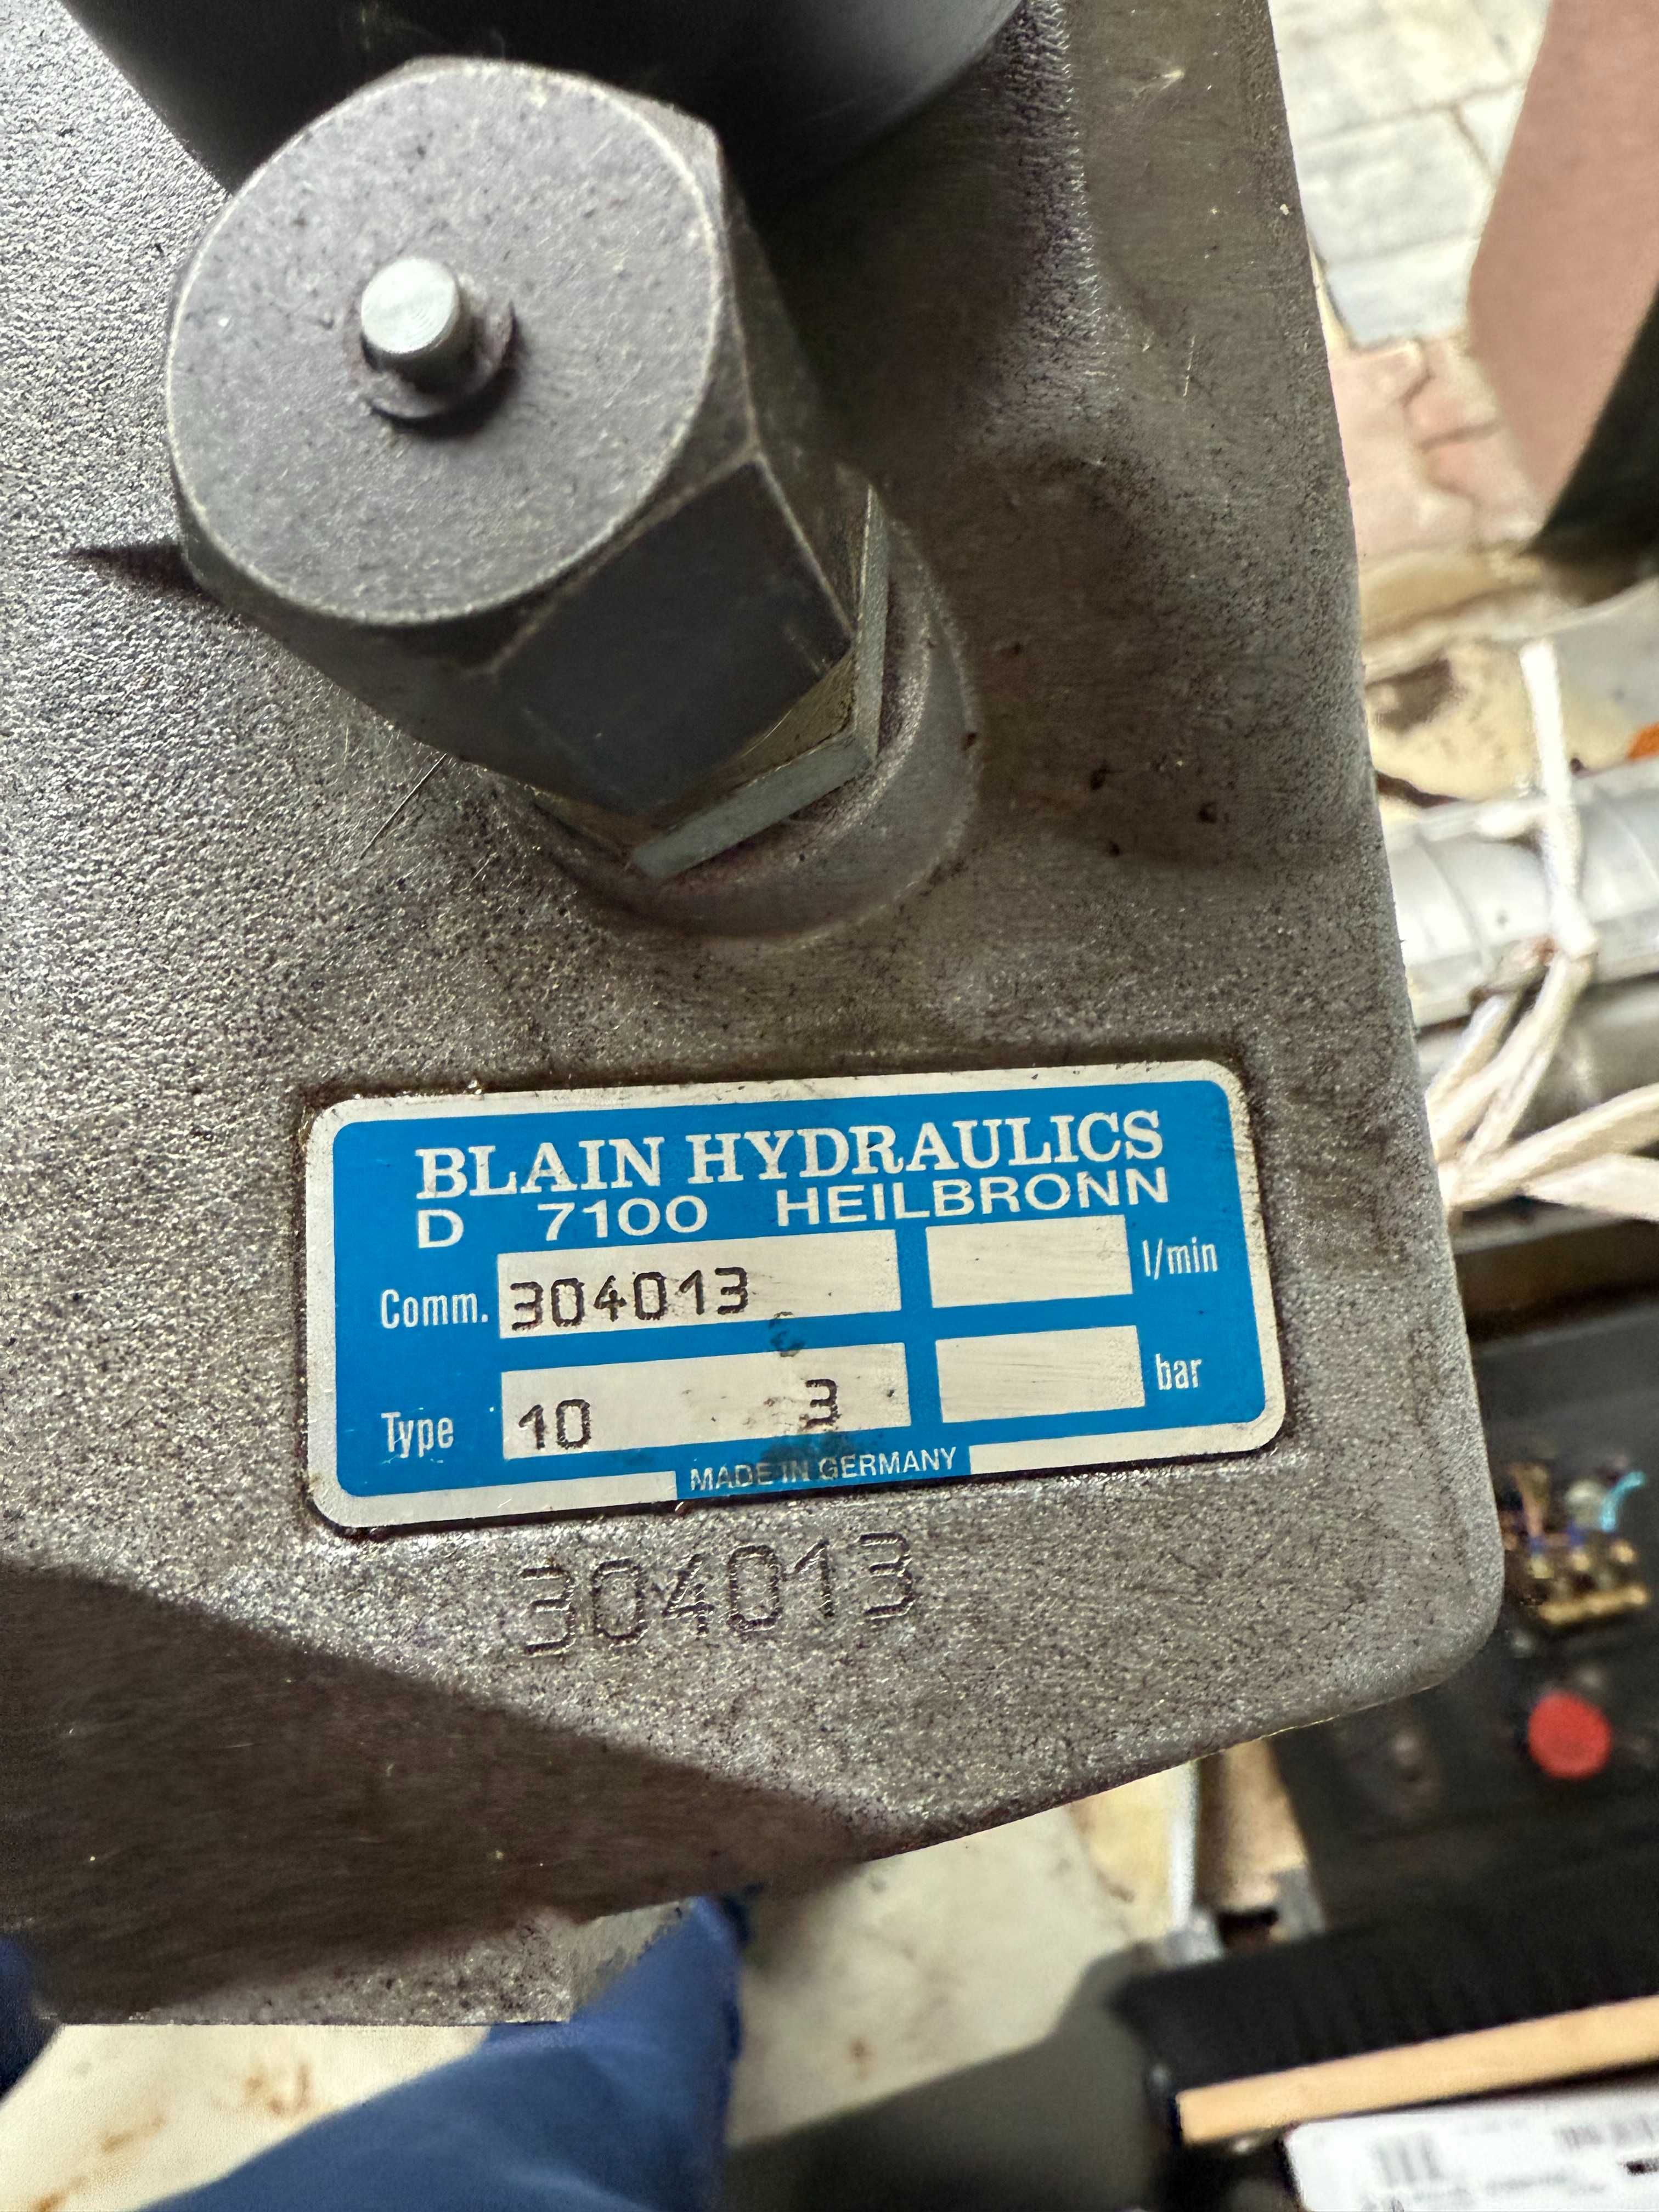 BLAIN HYDRAULICS
D 7100 HEILBRONN
Comm. 304013 l/min
Type 10 3 bar
MADE IN GERMANY
304013